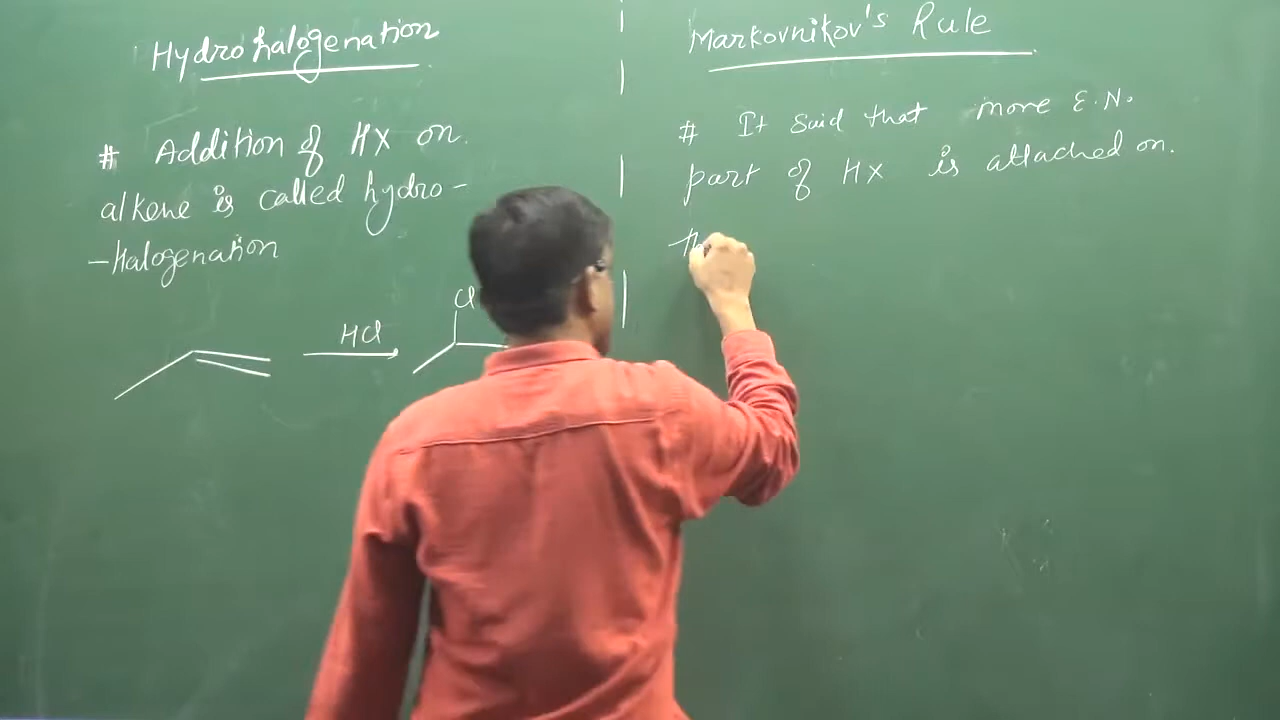 Hydrohalogenation
# Addition of HX on.
alkene is called hydro-
-Halogenation
HCl
Cl
Markovnikov's Rule
# It said that more E.N.
part of HX is attached on.